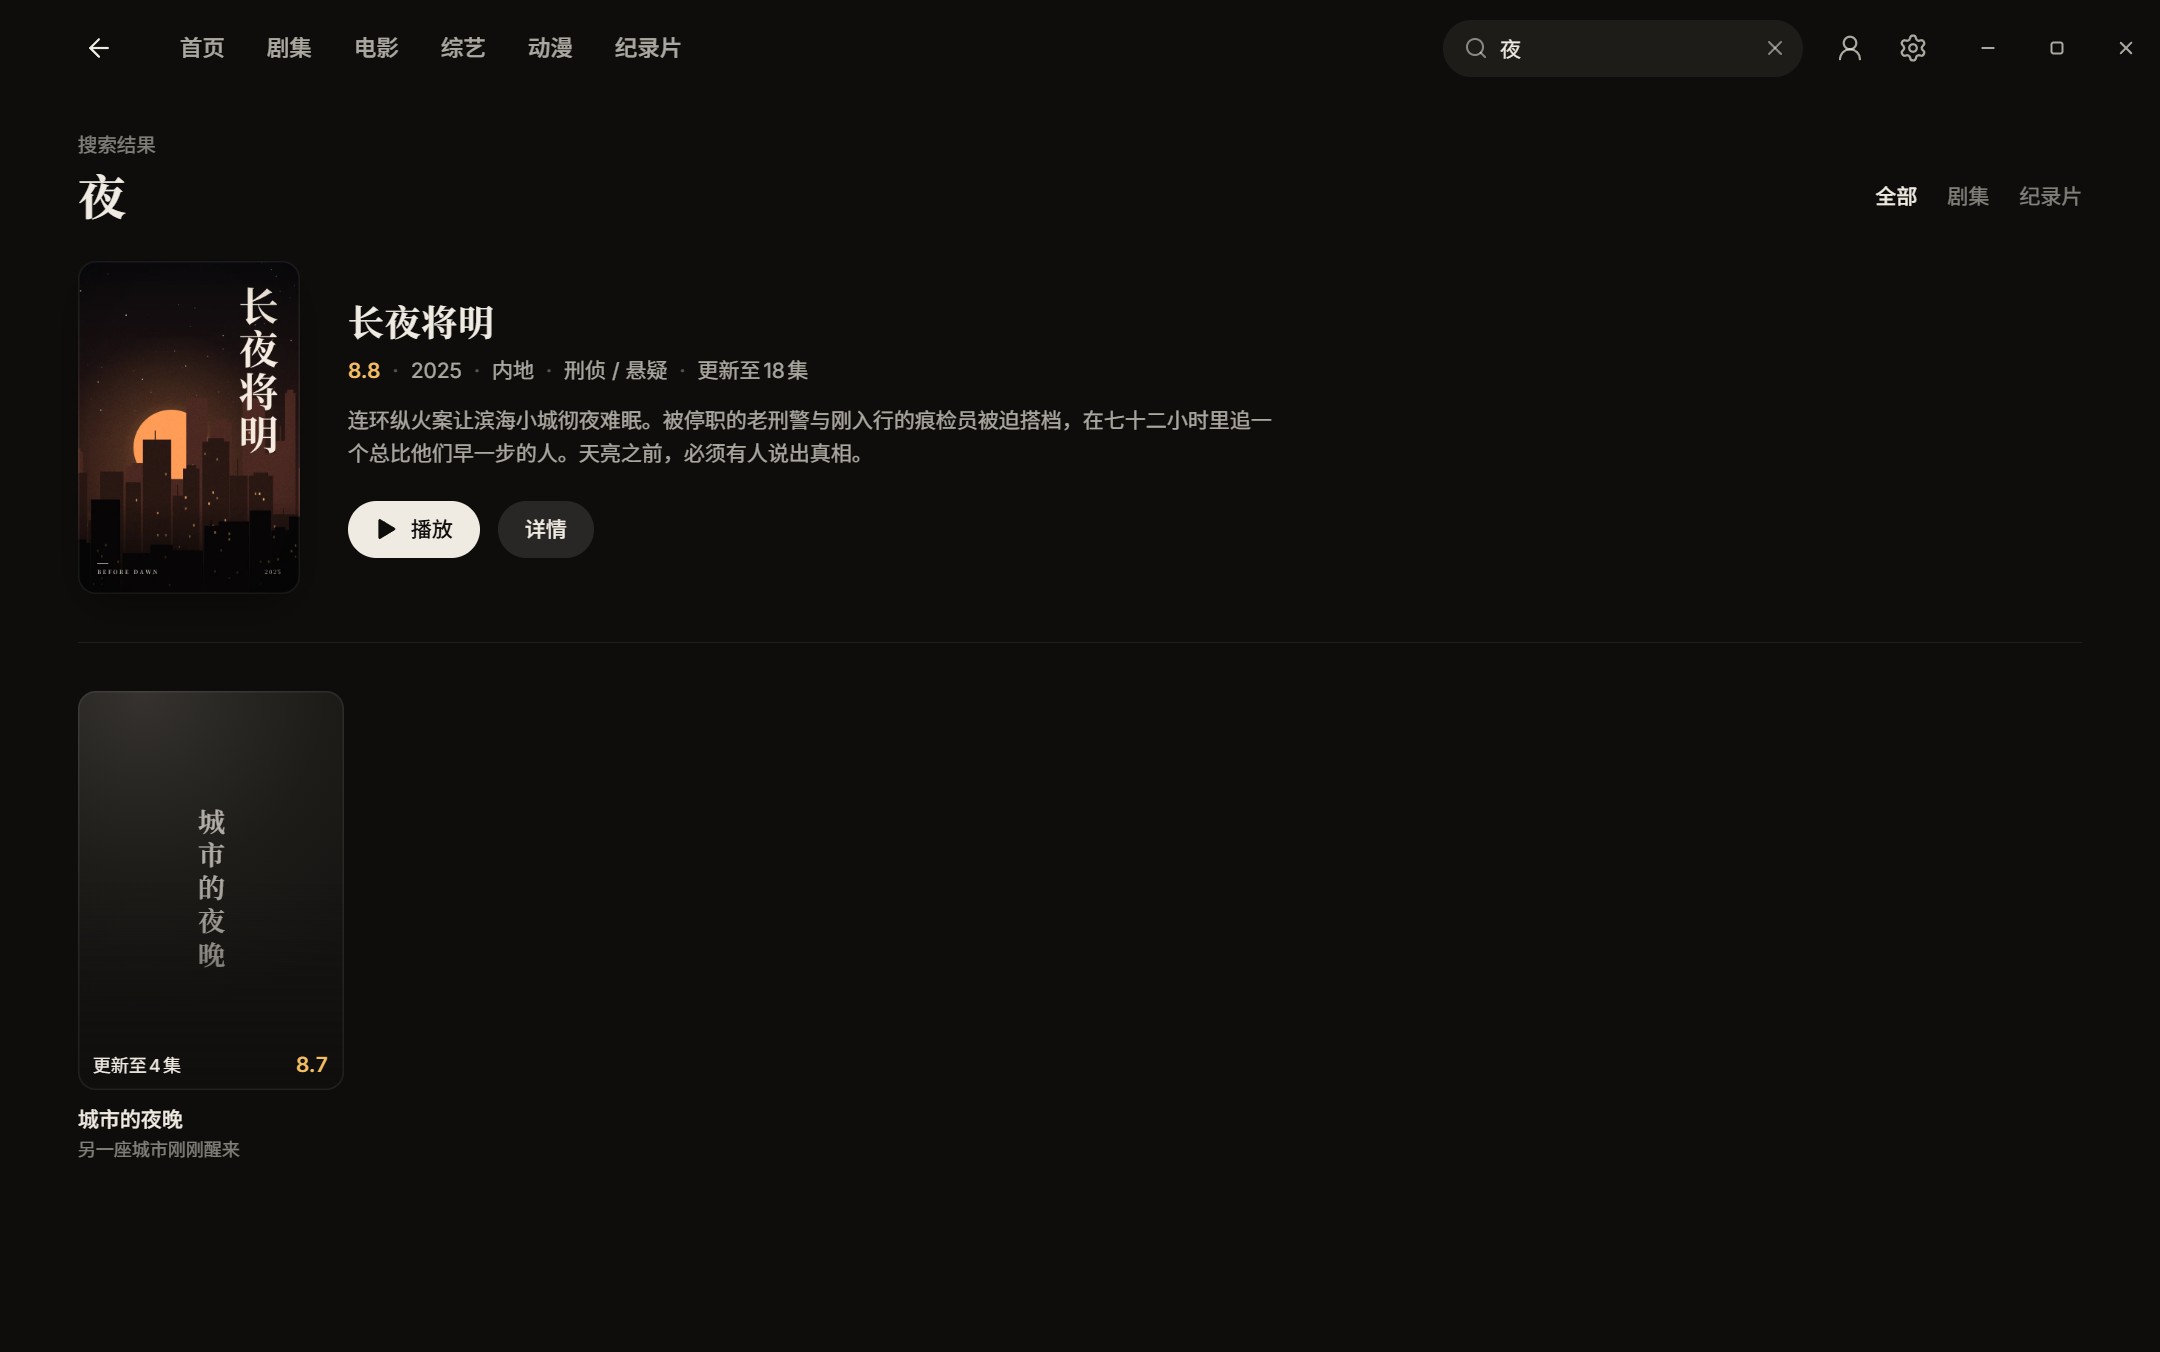 首页 剧集 电影 综艺 动漫 纪录片 夜
搜索结果
夜
全部 剧集 纪录片
长夜将明
BEFORE DAWN 2025
长夜将明
8.8 · 2025 · 内地 · 刑侦 / 悬疑 · 更新至18集
连环纵火案让滨海小城彻夜难眠。被停职的老刑警与刚入行的痕检员被迫搭档，在七十二小时里追一
个总比他们早一步的人。天亮之前，必须有人说出真相。
播放 详情
城市的夜晚
更新至4集 8.7
城市的夜晚
另一座城市刚刚醒来